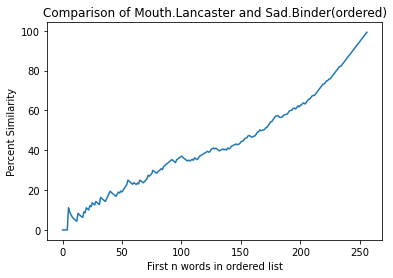 Comparison of Mouth.Lancaster and Sad.Binder(ordered)
100
80
60
40
20
0
Percent Similarity
0 50 100 150 200 250
First n words in ordered list